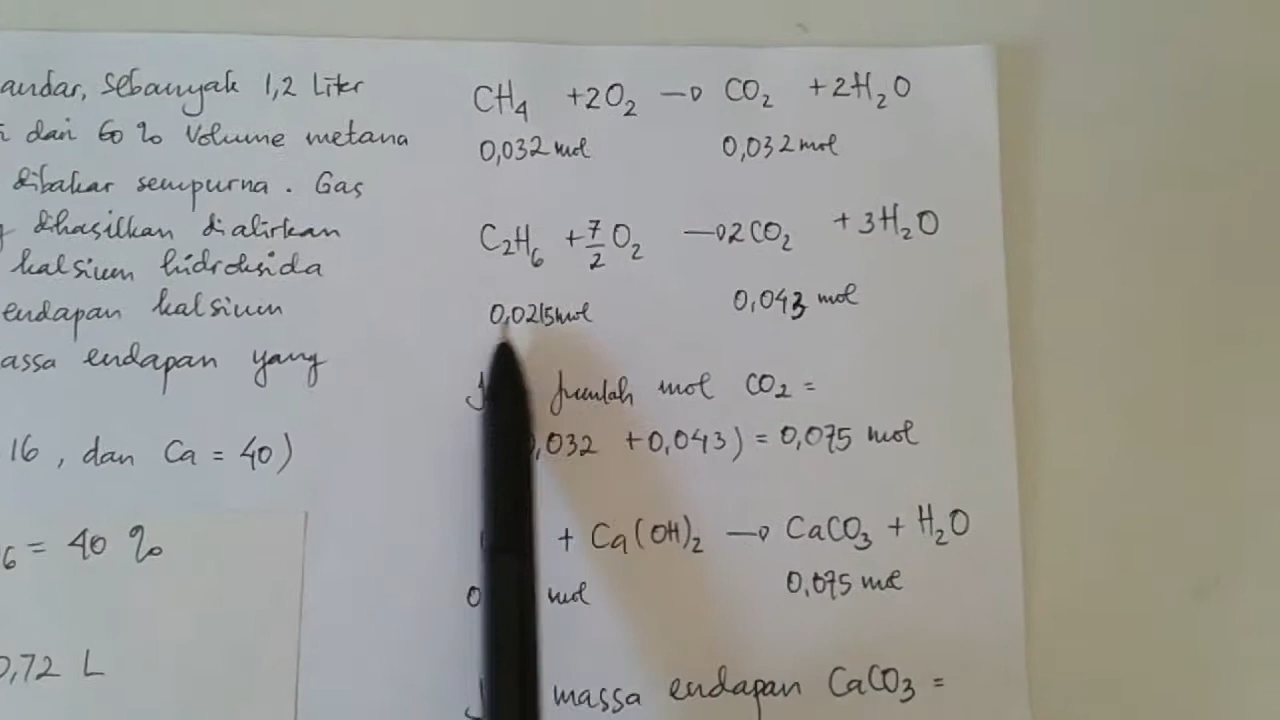 andar, sebanyak 1,2 liter
dari 60 % Volume metana
dibakar sempurna. Gas
dihasilkan dialirkan
kalsium hidroksida
endapan kalsium
assa endapan yang
16, dan Ca = 40)
6 = 40 %
0,72 L
CH4 + 2O2 → CO2 + 2H2O
0,032 mol 0,032 mol
C2H6 + 7/2 O2 → 2CO2 + 3H2O
0,0215 mol 0,043 mol
Jumlah mol CO2 =
,032 + 0,043) = 0,075 mol
+ Ca(OH)2 → CaCO3 + H2O
0 mol 0,075 mol
massa endapan CaCO3 =